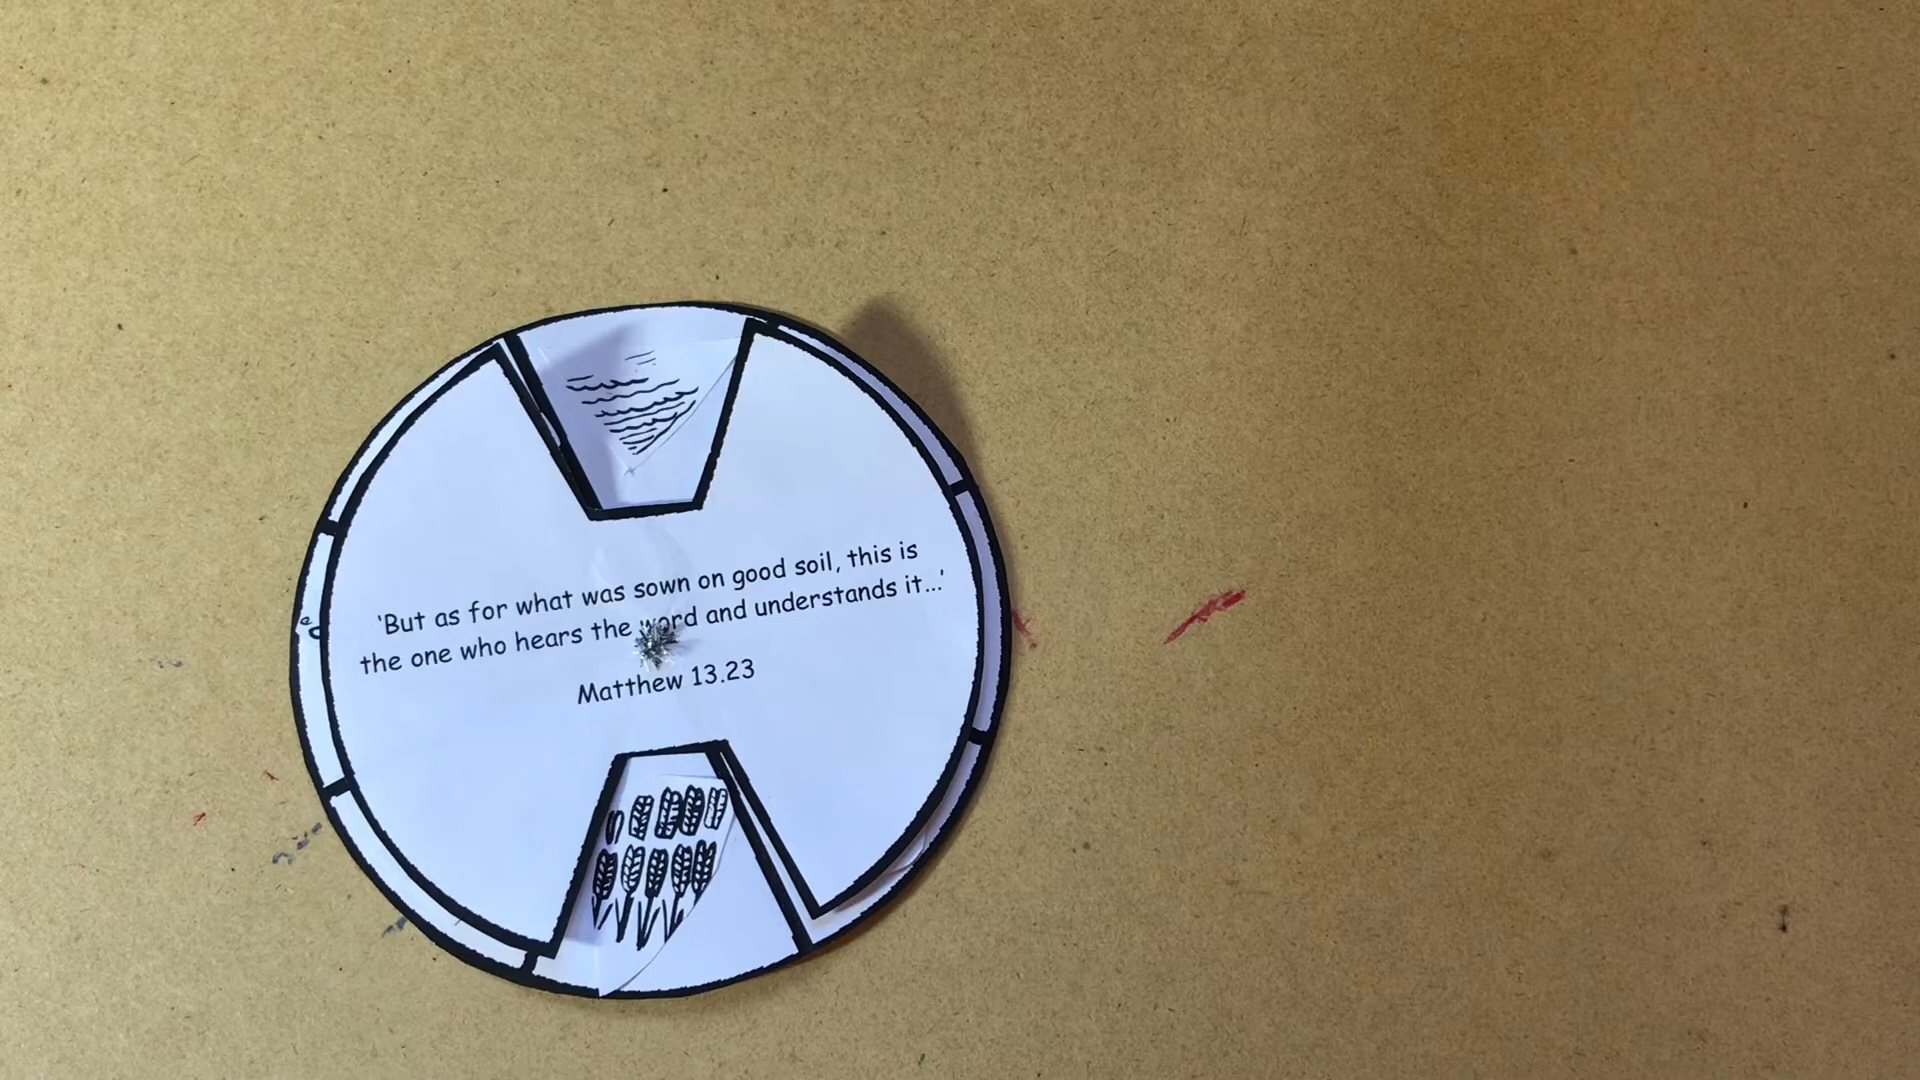 'But as for what was sown on good soil, this is
the one who hears the word and understands it...'
Matthew 13.23